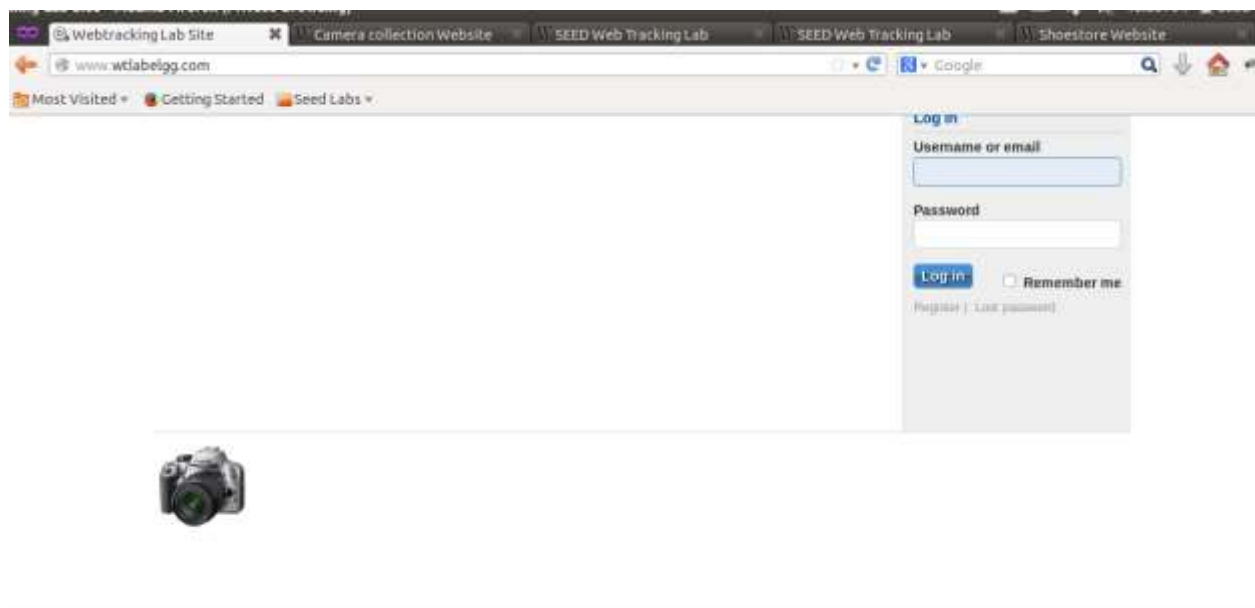 Webtracking Lab Site Camera collection Website SEED Web Tracking Lab SEED Web Tracking Lab Shoestore Website
www.wtlabelgg.com Google
Most Visited Getting Started Seed Labs
Log in
Username or email
Password
Log in Remember me
Register | Lost password